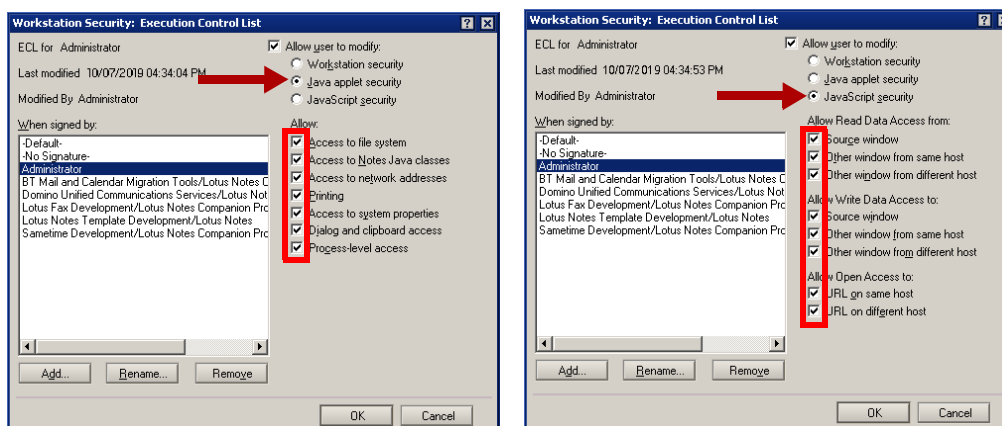 Workstation Security: Execution Control List
ECL for Administrator
Allow user to modify:
Workstation security
Last modified 10/07/2019 04:34:04 PM
Java applet security
Modified By Administrator
JavaScript security
When signed by:
Allow:
-Default-
Access to file system
-No Signature-
Access to Notes Java classes
Administrator
Access to network addresses
BT Mail and Calendar Migration Tools/Lotus Notes C
Domino Unified Communications Services/Lotus Not
Printing
Lotus Fax Development/Lotus Notes Companion Pro
Access to system properties
Lotus Notes Template Development/Lotus Notes
Dialog and clipboard access
Sametime Development/Lotus Notes Companion Prc
Process-level access
Add...
Rename...
Remove
OK
Cancel
Workstation Security: Execution Control List
ECL for Administrator
Allow user to modify:
Workstation security
Last modified 10/07/2019 04:34:53 PM
Java applet security
Modified By Administrator
JavaScript security
When signed by:
Allow Read Data Access from:
-Default-
Source window
-No Signature-
Other window from same host
Administrator
Other window from different host
BT Mail and Calendar Migration Tools/Lotus Notes C
Domino Unified Communications Services/Lotus Not
Allow Write Data Access to:
Lotus Fax Development/Lotus Notes Companion Prc
Source window
Lotus Notes Template Development/Lotus Notes
Other window from same host
Sametime Development/Lotus Notes Companion Prc
Other window from different host
Allow Open Access to:
URL on same host
URL on different host
Add...
Rename...
Remove
OK
Cancel